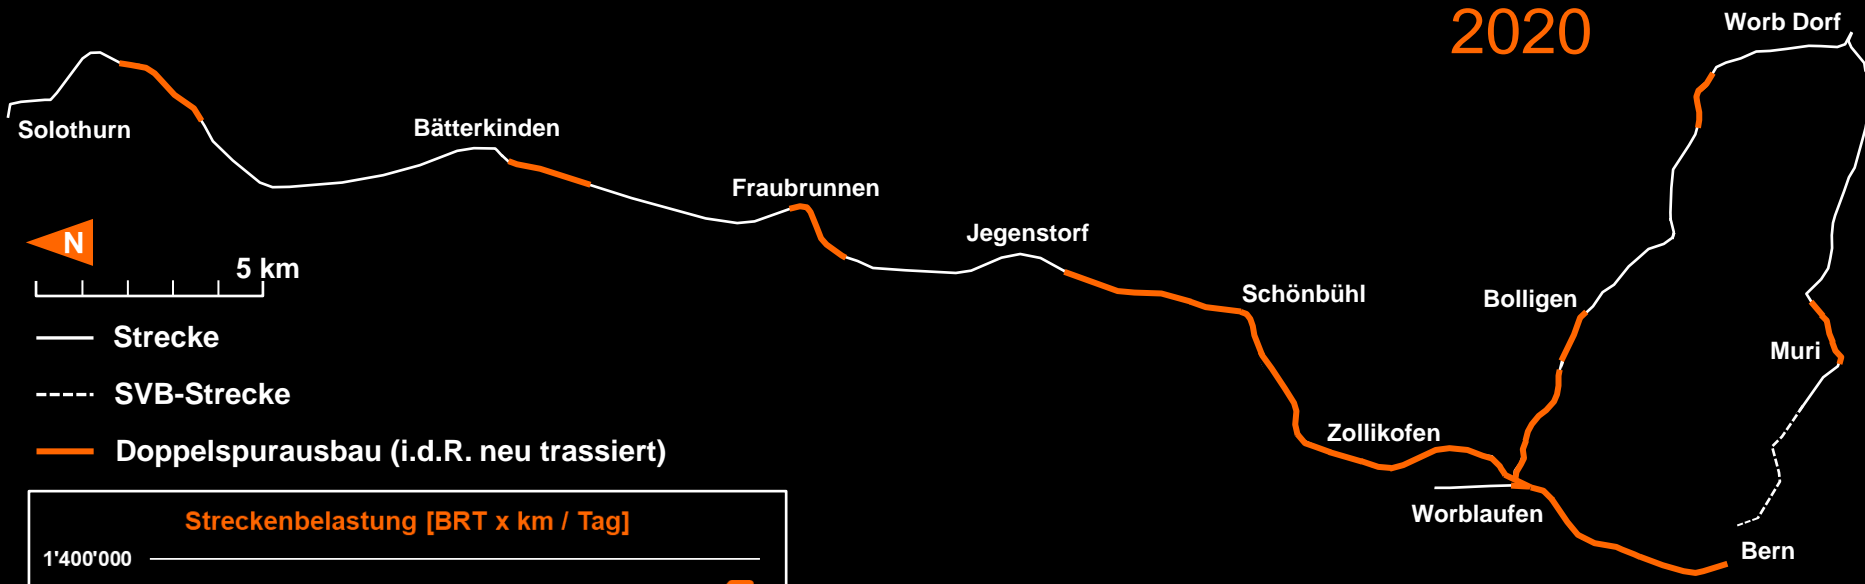 2020
Worb Dorf
Solothurn
Bätterkinden
Fraubrunnen
Jegenstorf
N
5 km
Schönbühl
Bolligen
Strecke
Muri
SVB-Strecke
Zollikofen
Doppelspurausbau (i.d.R. neu trassiert)
Worblaufen
Streckenbelastung [BRT x km / Tag]
Bern
1'400'000